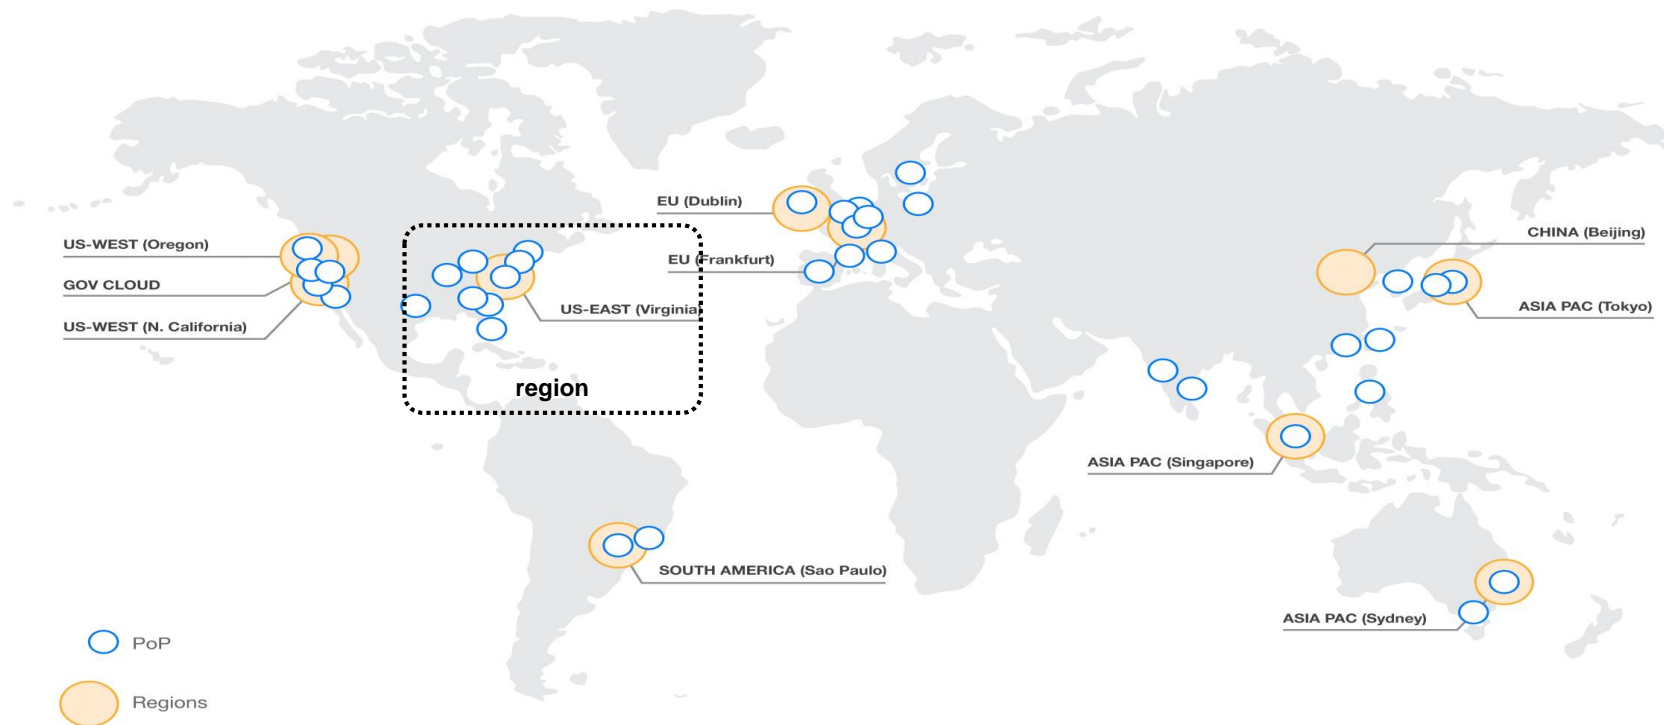 EU (Dublin)
US-WEST (Oregon)
CHINA (Beijing)
EU (Frankfurt)
GOV CLOUD
US-EAST (Virginia)
ASIA PAC (Tokyo)
US-WEST (N. California)
region
ASIA PAC (Singapore)
SOUTH AMERICA (Sao Paulo)
ASIA PAC (Sydney)
PoP
Regions